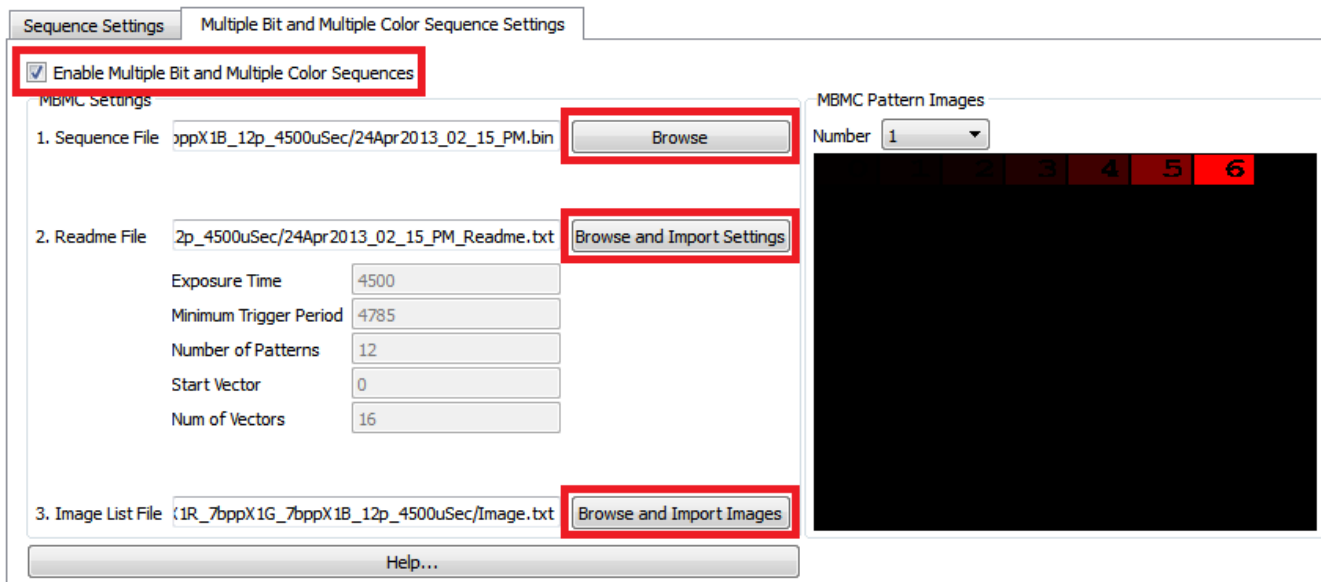 Sequence Settings
Multiple Bit and Multiple Color Sequence Settings
Enable Multiple Bit and Multiple Color Sequences
MBMC Settings
1. Sequence File
bppX1B_12p_4500uSec/24Apr2013_02_15_PM.bin
Browse
2. Readme File
2p_4500uSec/24Apr2013_02_15_PM_Readme.txt
Browse and Import Settings
Exposure Time
4500
Minimum Trigger Period
4785
Number of Patterns
12
Start Vector
0
Num of Vectors
16
3. Image List File
X1R_7bppX1G_7bppX1B_12p_4500uSec/Image.txt
Browse and Import Images
Help...
MBMC Pattern Images
Number
1
2 3 4 5 6